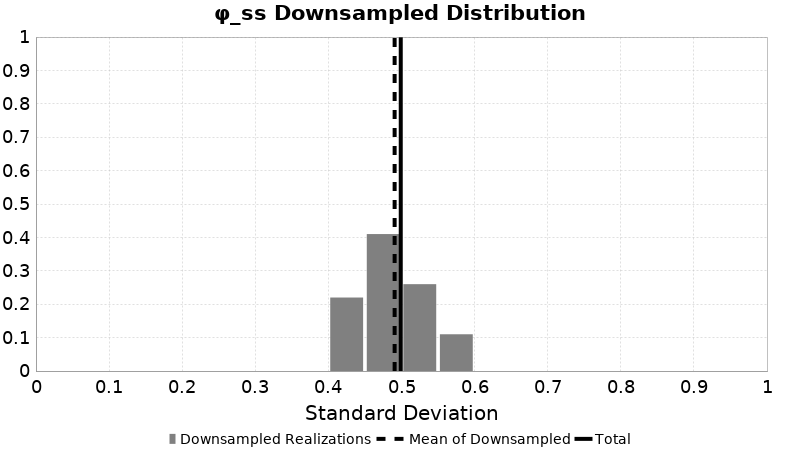 φ_ss Downsampled Distribution
1
0.9
0.8
0.7
0.6
0.5
0.4
0.3
0.2
0.1
0
0 0.1 0.2 0.3 0.4 0.5 0.6 0.7 0.8 0.9 1
Standard Deviation
Downsampled Realizations Mean of Downsampled Total